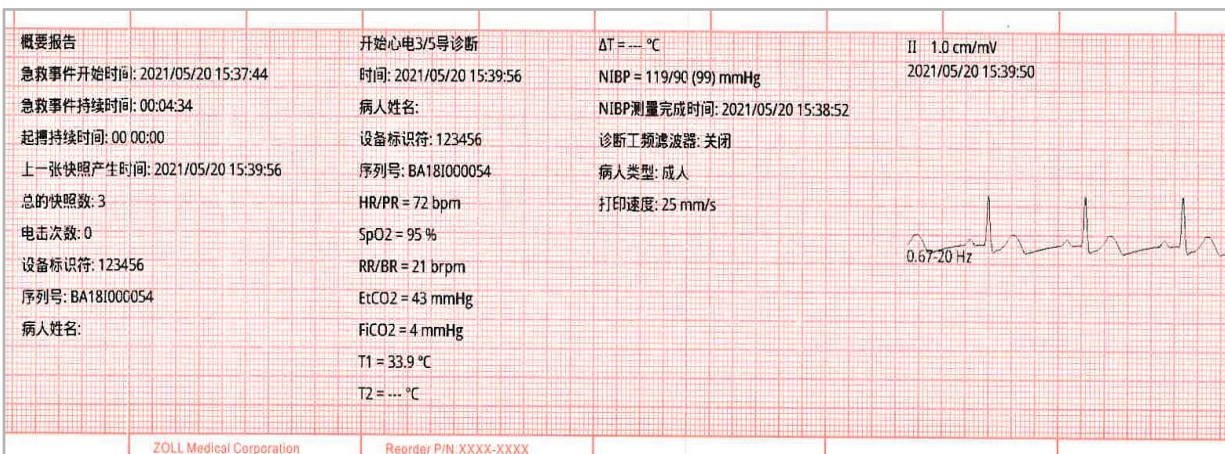 概要报告
急救事件开始时间: 2021/05/20 15:37:44
急救事件持续时间: 00:04:34
起搏持续时间: 00 00:00
上一张快照产生时间: 2021/05/20 15:39:56
总的快照数: 3
电击次数: 0
设备标识符: 123456
序列号: BA18I000054
病人姓名:
开始心电3/5导诊断
时间: 2021/05/20 15:39:56
病人姓名:
设备标识符: 123456
序列号: BA18I000054
HR/PR = 72 bpm
SpO2 = 95 %
RR/BR = 21 brpm
EtCO2 = 43 mmHg
FiCO2 = 4 mmHg
T1 = 33.9 °C
T2 = --- °C
ΔT = --- °C
NIBP = 119/90 (99) mmHg
NIBP测量完成时间: 2021/05/20 15:38:52
诊断工频滤波器: 关闭
病人类型: 成人
打印速度: 25 mm/s
II 1.0 cm/mV
2021/05/20 15:39:50
0.67-20 Hz
ZOLL Medical Corporation
Reorder P/N:XXXX-XXXX